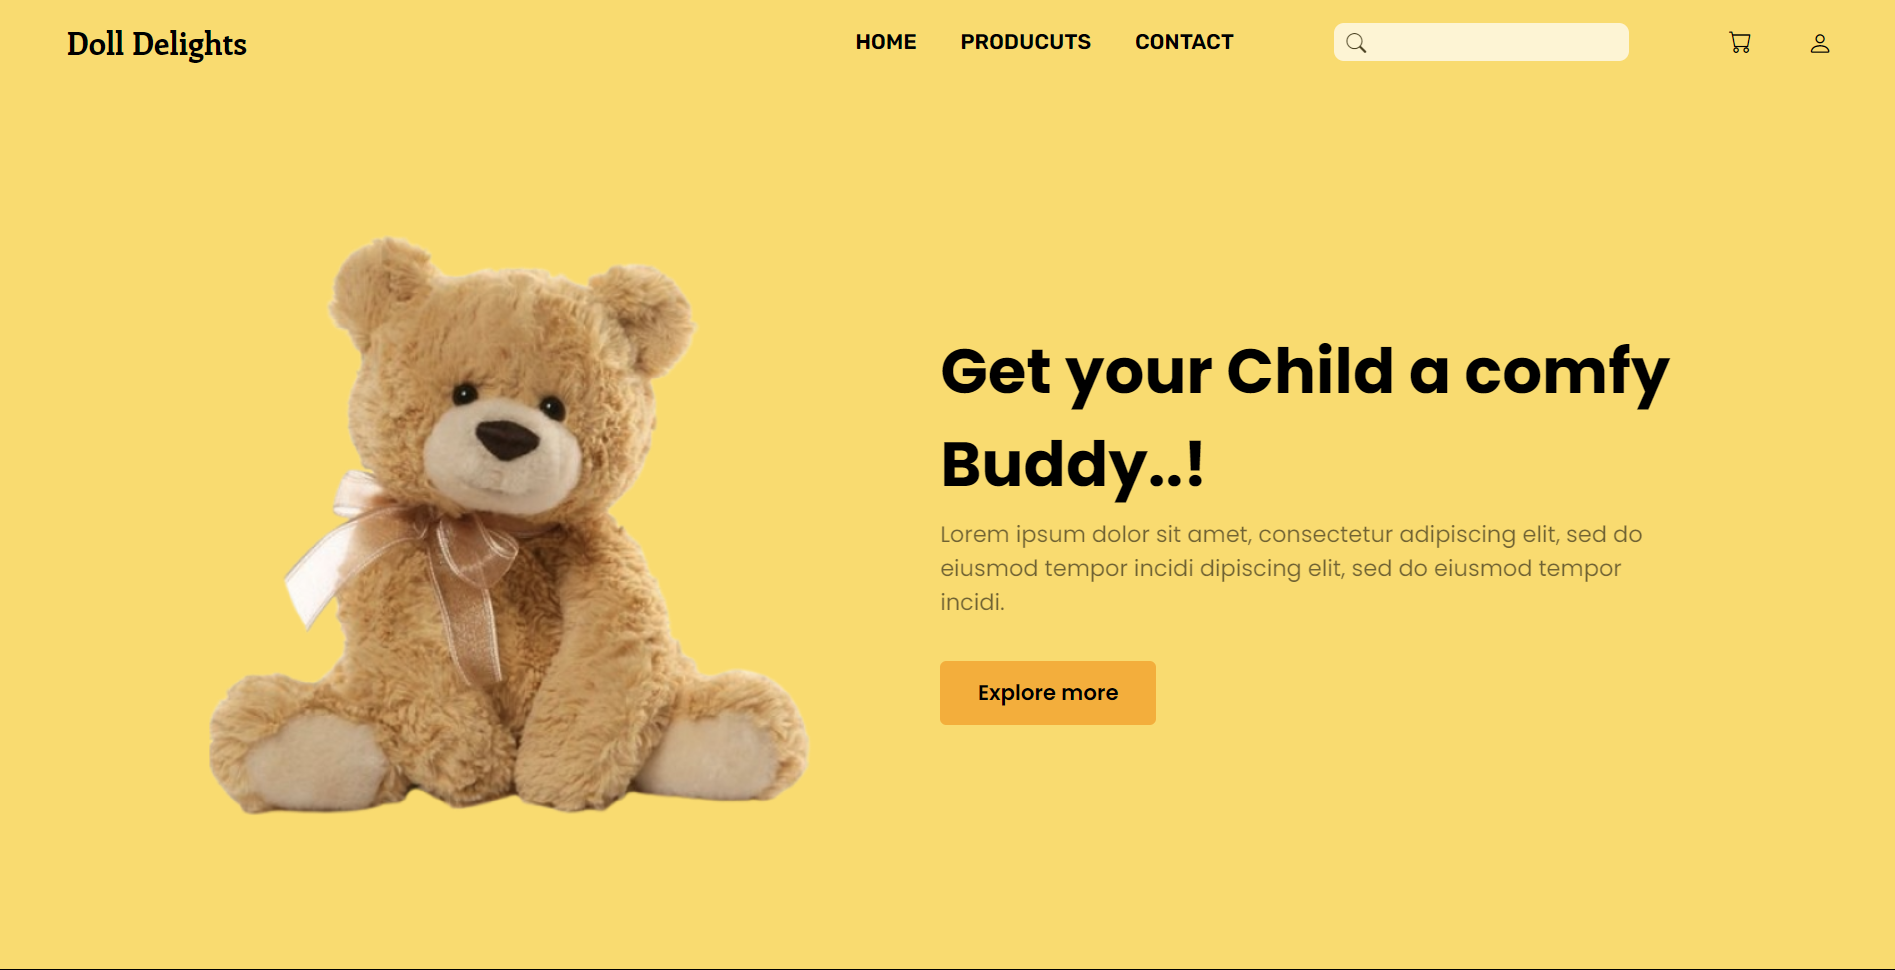 Doll Delights
HOME PRODUCUTS CONTACT
Get your Child a comfy
Buddy..!
Lorem ipsum dolor sit amet, consectetur adipiscing elit, sed do
eiusmod tempor incidi dipiscing elit, sed do eiusmod tempor
incidi.
Explore more